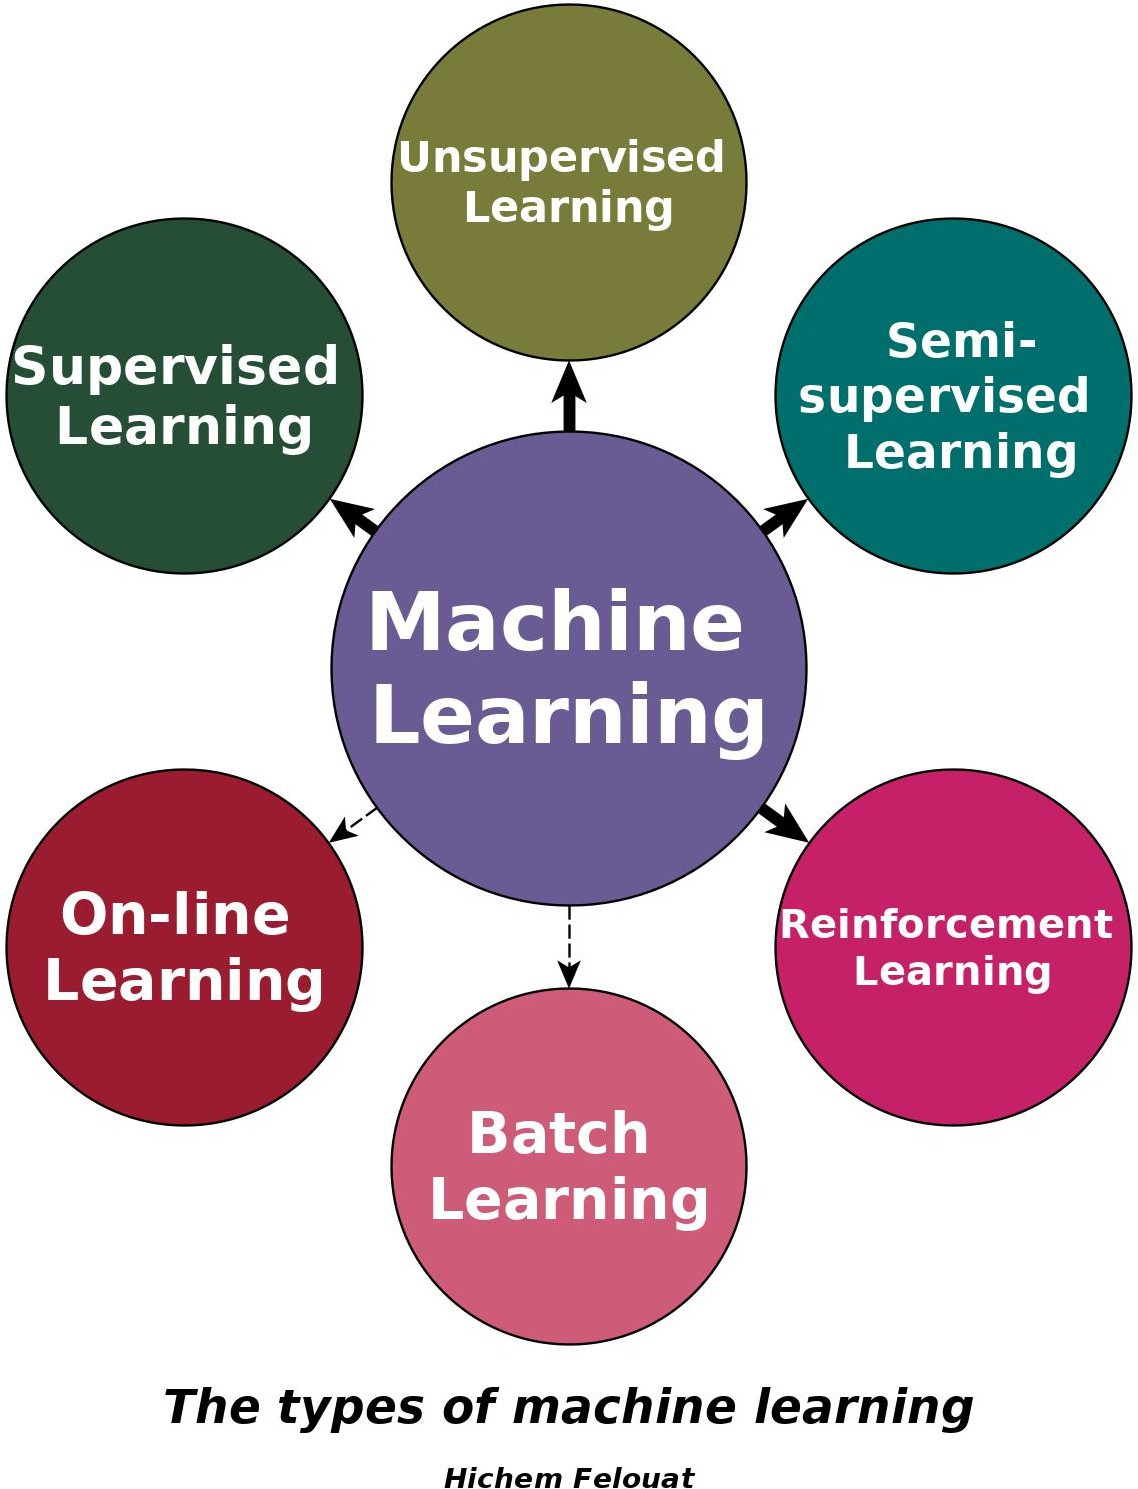 Unsupervised
Learning
Supervised
Learning
Semi-
supervised
Learning
Machine
Learning
On-line
Learning
Reinforcement
Learning
Batch
Learning
The types of machine learning
Hichem Felouat